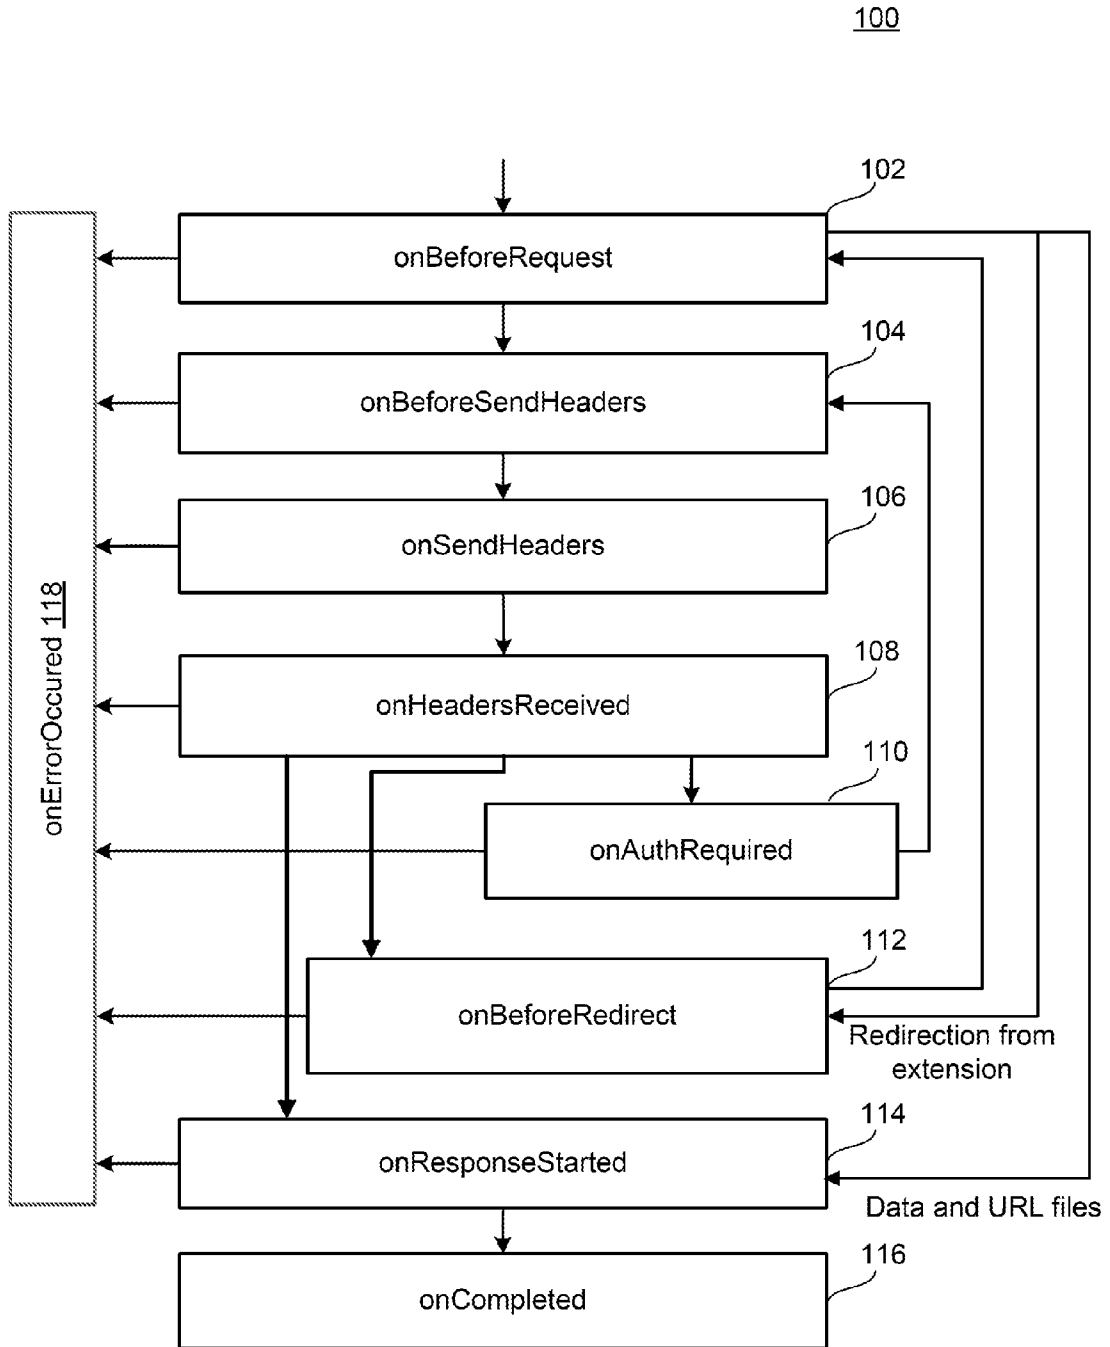 100
102
onBeforeRequest
104
onBeforeSendHeaders
106
onSendHeaders
onErrorOccured 118
108
onHeadersReceived
110
onAuthRequired
112
onBeforeRedirect
Redirection from
extension
114
onResponseStarted
Data and URL files
116
onCompleted